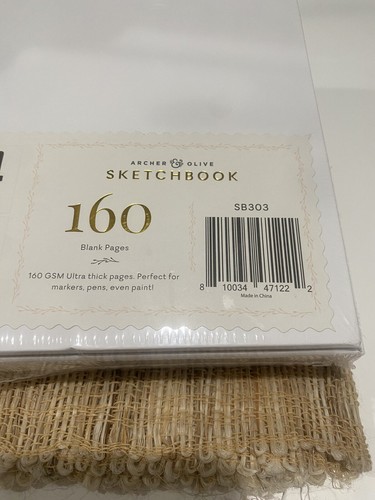 ARCHER & OLIVE
SKETCHBOOK
160
Blank Pages
160 GSM Ultra thick pages. Perfect for
markers, pens, even paint!
SB303
8 10034 47122 2
Made in China